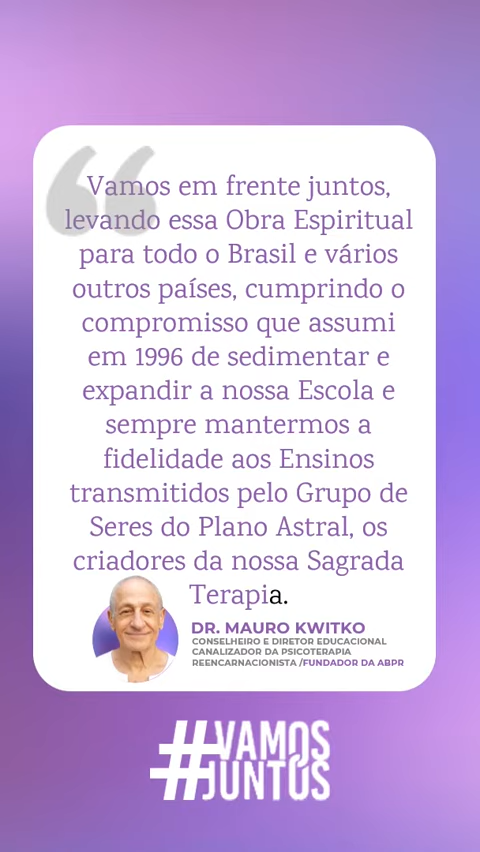 Vamos em frente juntos,
levando essa Obra Espiritual
para todo o Brasil e vários
outros países, cumprindo o
compromisso que assumi
em 1996 de sedimentar e
expandir a nossa Escola e
sempre mantermos a
fidelidade aos Ensinos
transmitidos pelo Grupo de
Seres do Plano Astral, os
criadores da nossa Sagrada
Terapia.
DR. MAURO KWITKO
CONSELHEIRO E DIRETOR EDUCACIONAL
CANALIZADOR DA PSICOTERAPIA
REENCARNACIONISTA /FUNDADOR DA ABPR
#VAMOS
JUNTOS